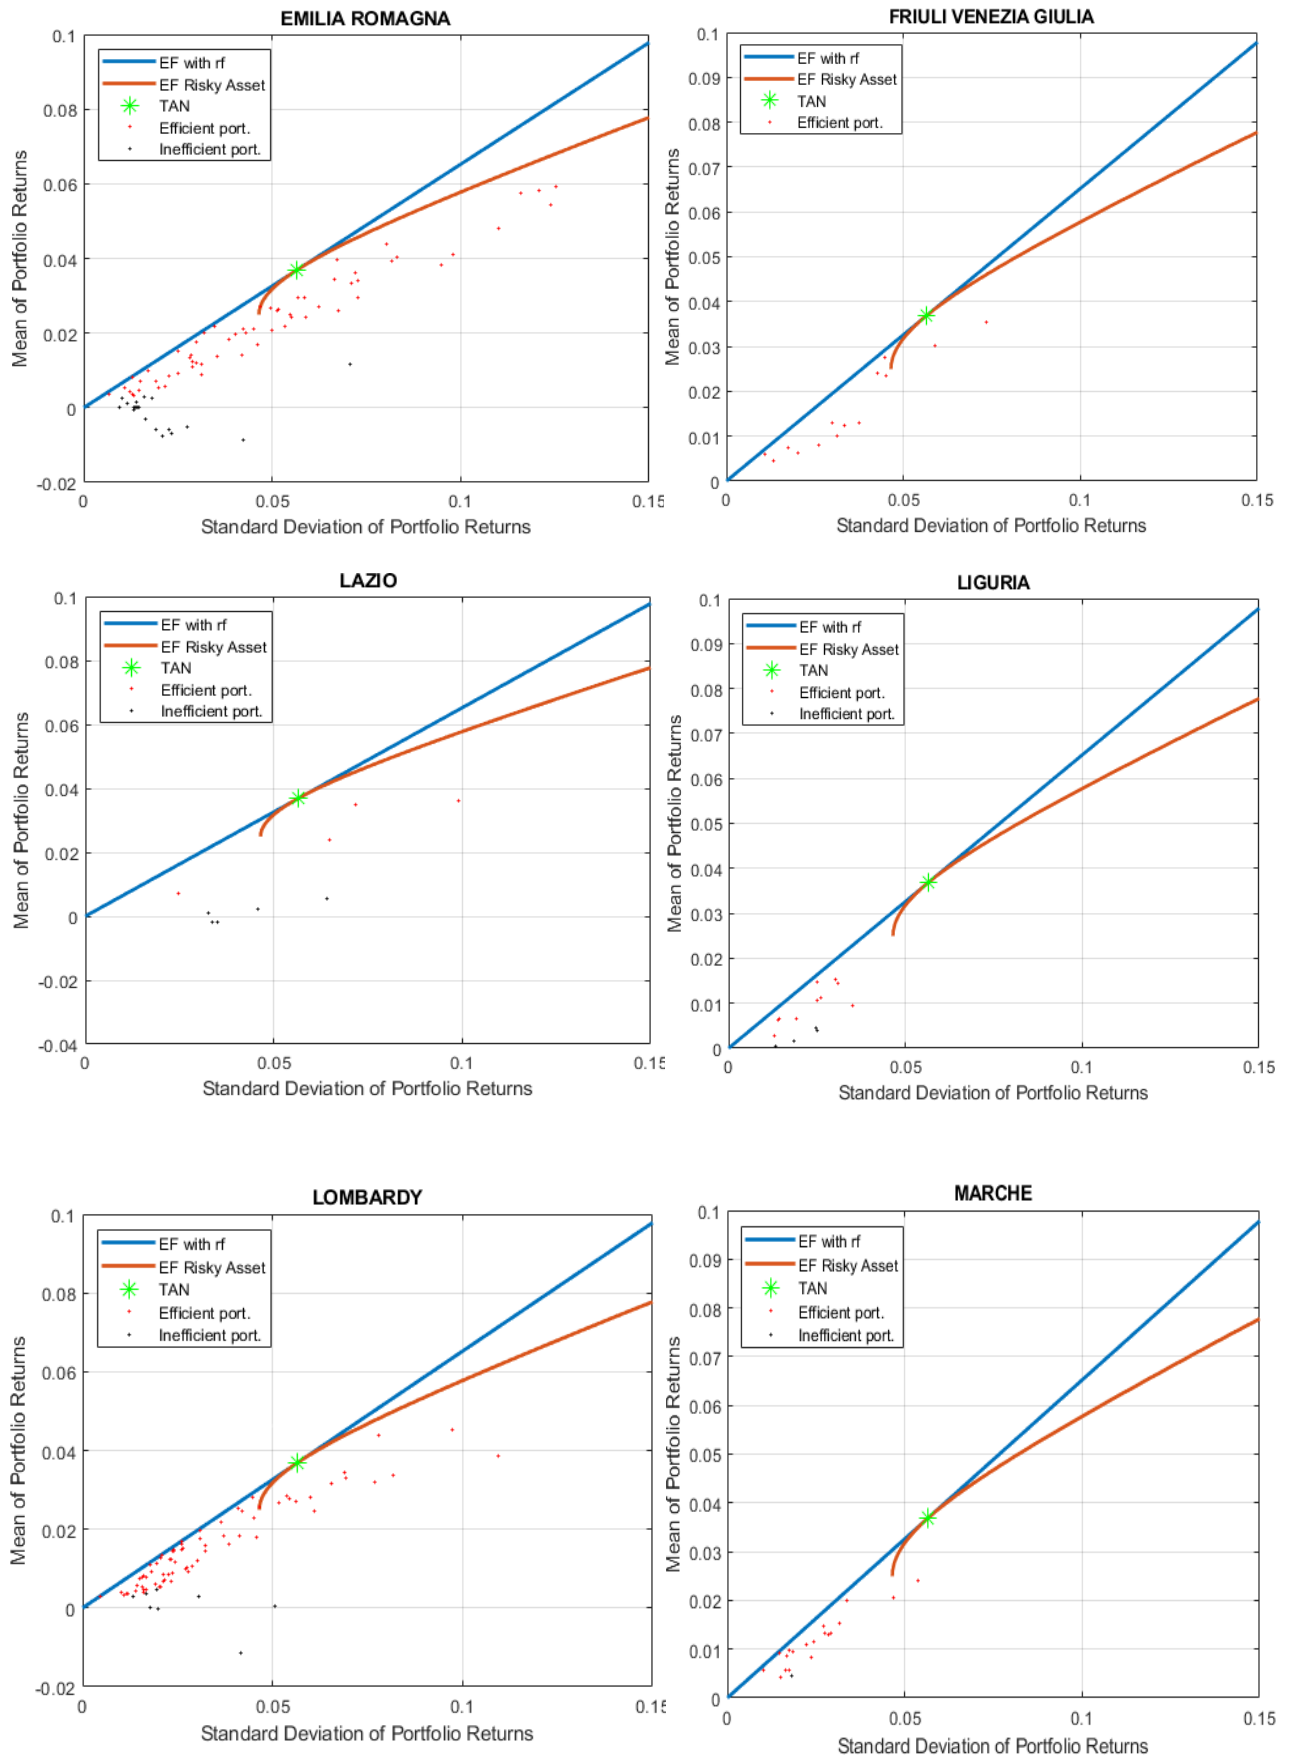 EMILIA ROMAGNA
0.1
0.08
0.06
0.04
0.02
0
-0.02
Mean of Portfolio Returns
EF with rf
EF Risky Asset
TAN
Efficient port.
Inefficient port.
0
0.05
0.1
0.15
Standard Deviation of Portfolio Returns
FRIULI VENEZIA GIULIA
0.1
0.09
0.08
0.07
0.06
0.05
0.04
0.03
0.02
0.01
0
Mean of Portfolio Returns
EF with rf
EF Risky Asset
TAN
Efficient port.
0
0.05
0.1
0.15
Standard Deviation of Portfolio Returns
LAZIO
0.1
0.08
0.06
0.04
0.02
0
-0.02
-0.04
Mean of Portfolio Returns
EF with rf
EF Risky Asset
TAN
Efficient port.
Inefficient port.
0
0.05
0.1
0.15
Standard Deviation of Portfolio Returns
LIGURIA
0.1
0.09
0.08
0.07
0.06
0.05
0.04
0.03
0.02
0.01
0
Mean of Portfolio Returns
EF with rf
EF Risky Asset
TAN
Efficient port.
Inefficient port.
0
0.05
0.1
0.15
Standard Deviation of Portfolio Returns
LOMBARDY
0.1
0.08
0.06
0.04
0.02
0
-0.02
Mean of Portfolio Returns
EF with rf
EF Risky Asset
TAN
Efficient port.
Inefficient port.
0
0.05
0.1
0.15
Standard Deviation of Portfolio Returns
MARCHE
0.1
0.09
0.08
0.07
0.06
0.05
0.04
0.03
0.02
0.01
0
Mean of Portfolio Returns
EF with rf
EF Risky Asset
TAN
Efficient port.
Inefficient port.
0
0.05
0.1
0.15
Standard Deviation of Portfolio Returns